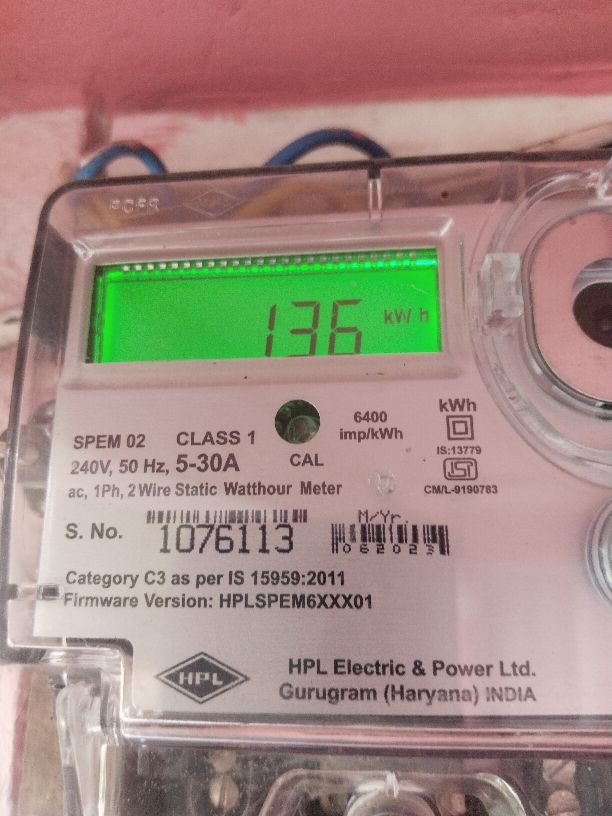 136 kWh
6400
imp/kWh
kWh
SPEM 02 CLASS 1
240V, 50 Hz, 5-30A
CAL
IS:13779
ISI
CM/L-9190783
ac, 1Ph, 2 Wire Static Watthour Meter
M/Yr.
S. No. 1076113
062023
Category C3 as per IS 15959:2011
Firmware Version: HPLSPEM6XXX01
HPL
HPL Electric & Power Ltd.
Gurugram (Haryana) INDIA